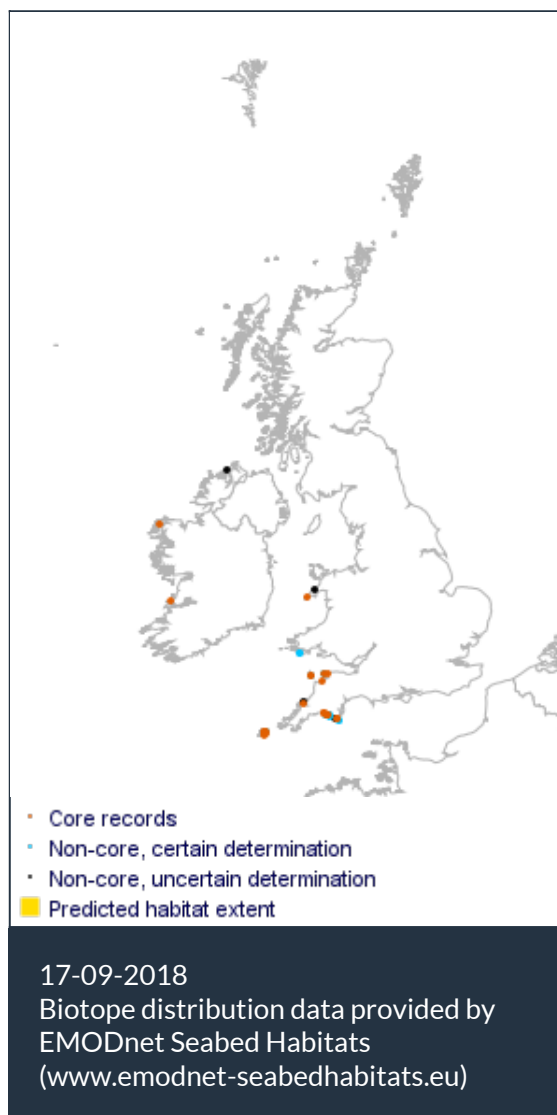 Core records
Non-core, certain determination
Non-core, uncertain determination
Predicted habitat extent
17-09-2018
Biotope distribution data provided by
EMODnet Seabed Habitats
(www.emodnet-seabedhabitats.eu)